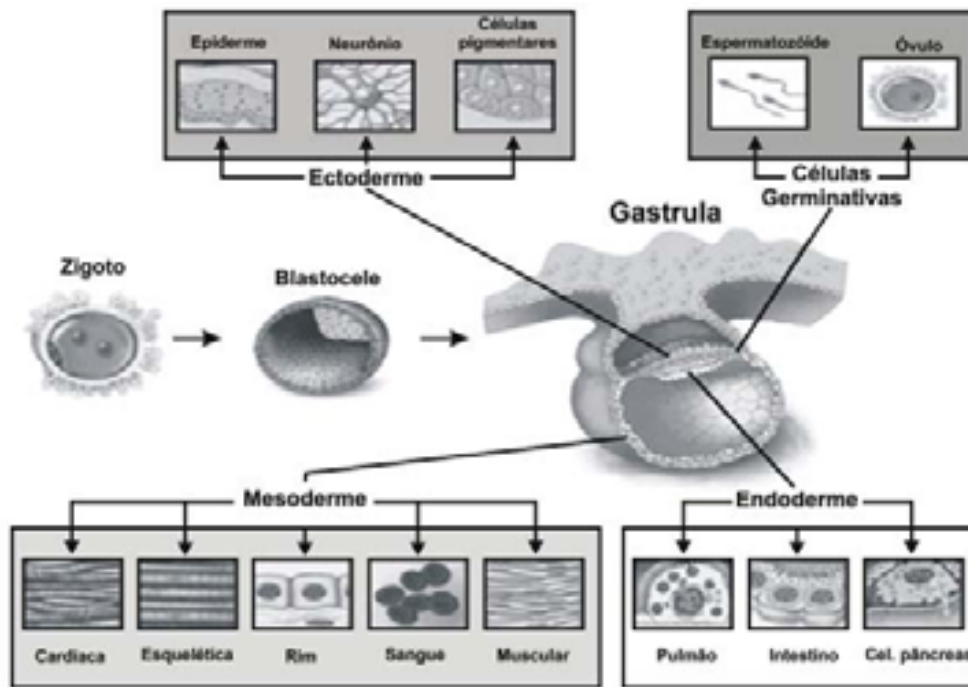 Epiderme
Neurônio
Células
pigmentares
Espermatozóide
Óvulo
Ectoderme
Células
Germinativas
Gastrula
Zigoto
Blastocele
Mesoderme
Endoderme
Cardiaca
Esquelética
Rim
Sangue
Muscular
Pulmão
Intestino
Cel. pâncreas